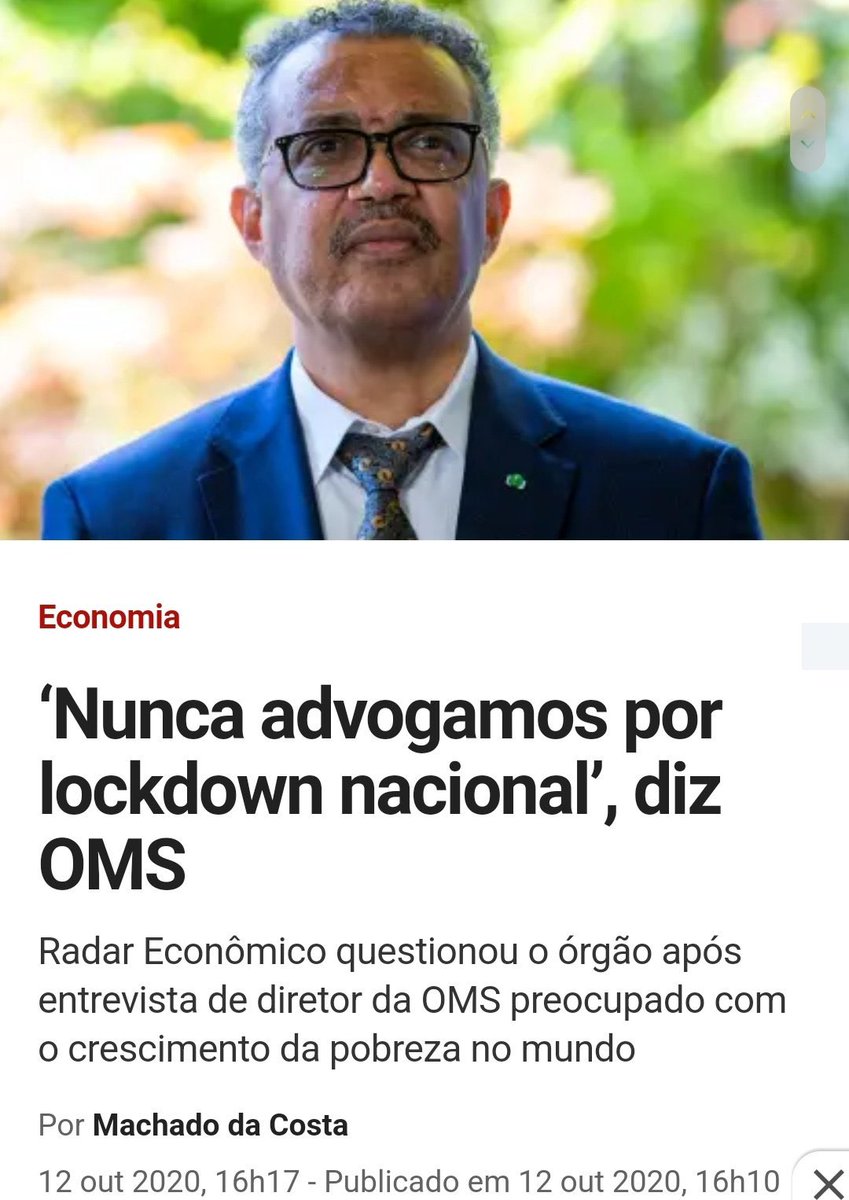 Economia
‘Nunca advogamos por
lockdown nacional’, diz
OMS
Radar Econômico questionou o órgão após
entrevista de diretor da OMS preocupado com
o crescimento da pobreza no mundo
Por Machado da Costa
12 out 2020, 16h17 - Publicado em 12 out 2020, 16h10